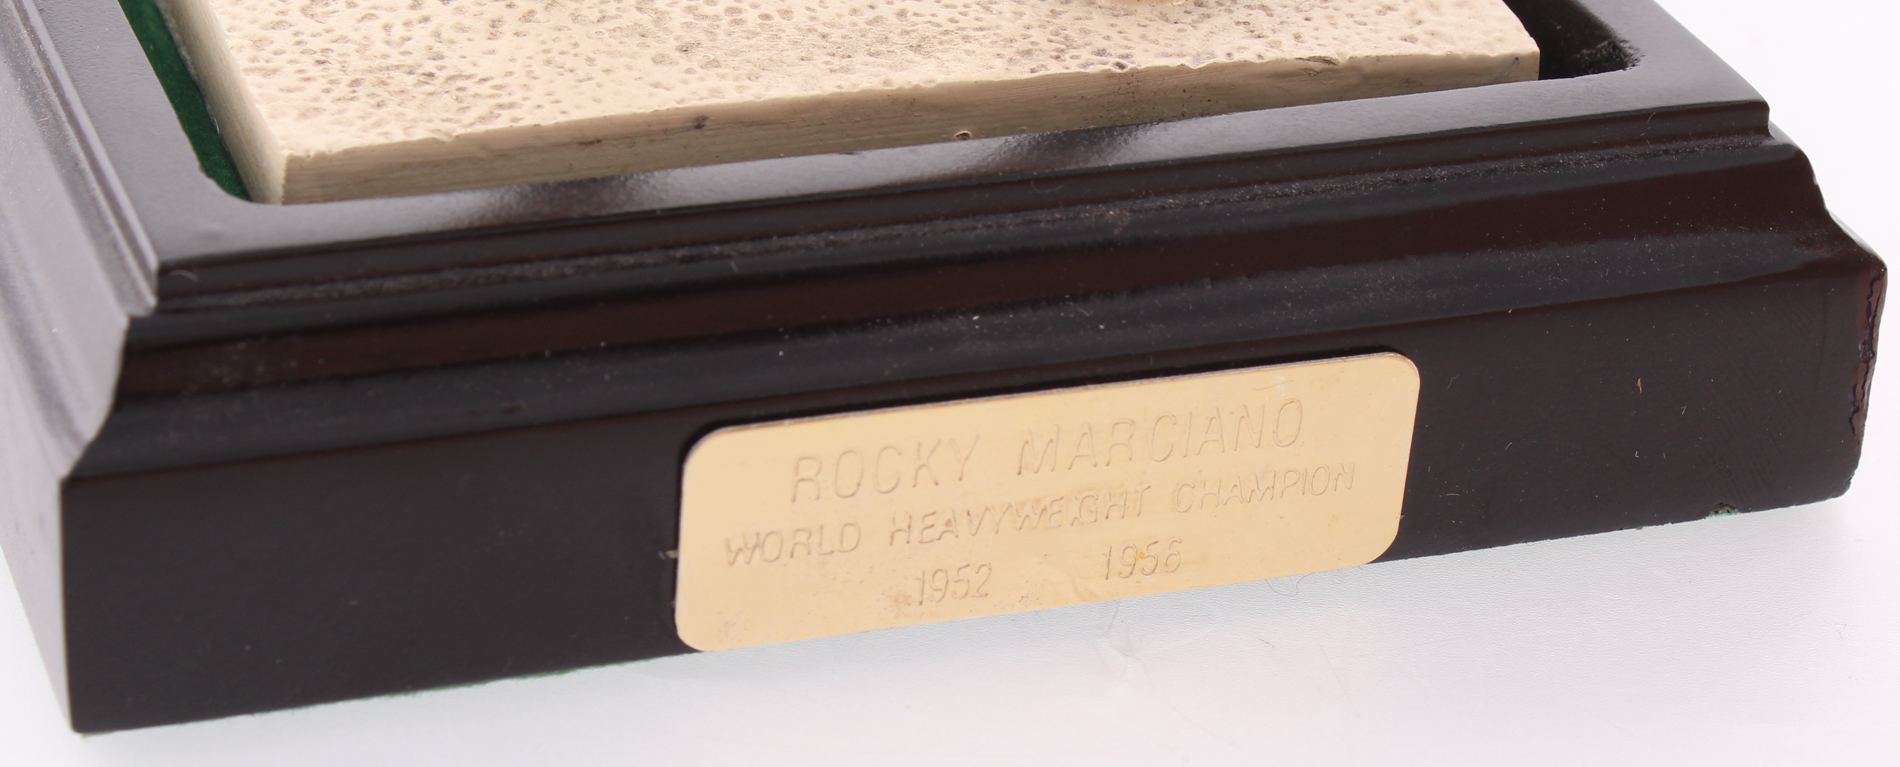 ROCKY MARCIANO
WORLD HEAVYWEIGHT CHAMPION
1952 1956